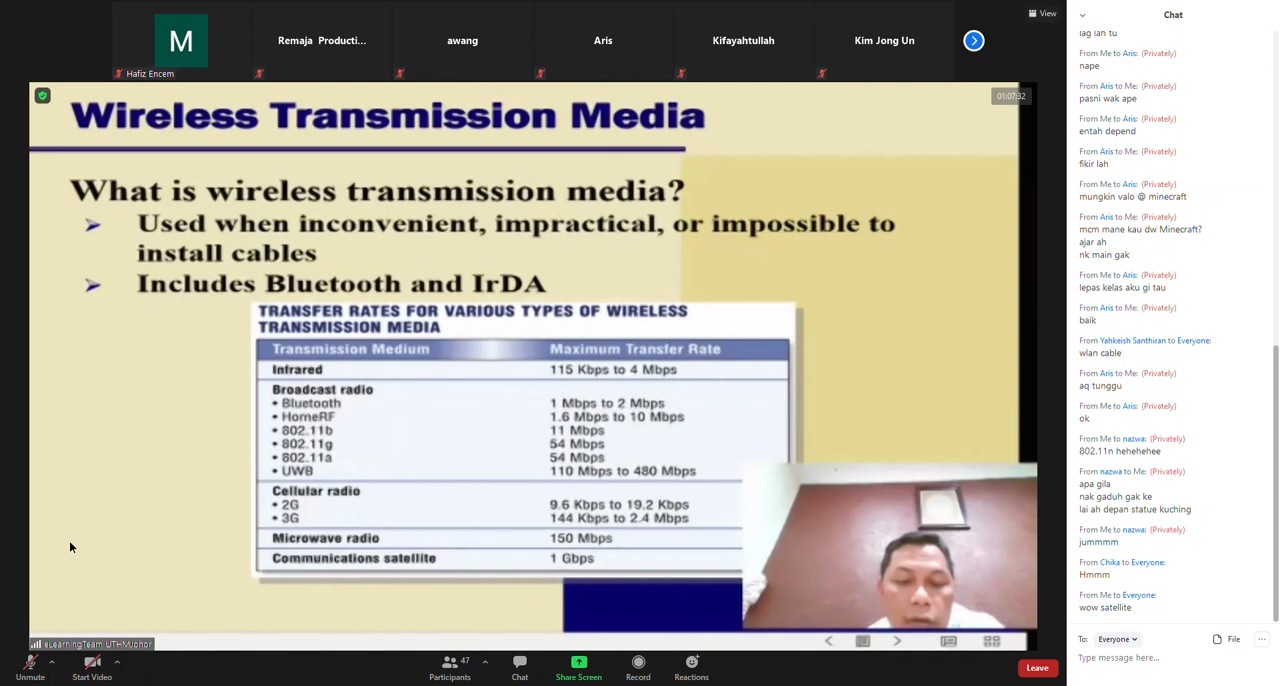 View
Chat
M
Hafiz Encem
Remaja Producti...
awang
Aris
Kifayahtullah
Kim Jong Un
01:07:32
Wireless Transmission Media
What is wireless transmission media?
Used when inconvenient, impractical, or impossible to
install cables
Includes Bluetooth and IrDA
TRANSFER RATES FOR VARIOUS TYPES OF WIRELESS
TRANSMISSION MEDIA
Transmission Medium Maximum Transfer Rate
Infrared 115 Kbps to 4 Mbps
Broadcast radio
• Bluetooth 1 Mbps to 2 Mbps
• HomeRF 1.6 Mbps to 10 Mbps
• 802.11b 11 Mbps
• 802.11g 54 Mbps
• 802.11a 54 Mbps
• UWB 110 Mbps to 480 Mbps
Cellular radio
• 2G 9.6 Kbps to 19.2 Kbps
• 3G 144 Kbps to 2.4 Mbps
Microwave radio 150 Mbps
Communications satellite 1 Gbps
eLearningTeam UTHMJohor
Unmute
Start Video
47
Participants
Chat
Share Screen
Record
Reactions
Leave
lag lah tu
From Me to Aris: (Privately)
nape
From Aris to Me: (Privately)
pasni wak ape
From Me to Aris: (Privately)
entah depend
From Aris to Me: (Privately)
fikir lah
From Me to Aris: (Privately)
mungkin valo @ minecraft
From Aris to Me: (Privately)
mcm mane kau dw Minecraft?
ajar ah
nk main gak
From Aris to Me: (Privately)
lepas kelas aku gi tau
From Me to Aris: (Privately)
baik
From Yahkeish Santhiran to Everyone:
wlan cable
From Aris to Me: (Privately)
aq tunggu
From Me to Aris: (Privately)
ok
From Me to nazwa: (Privately)
802.11n hehehehee
From nazwa to Me: (Privately)
apa gila
nak gaduh gak ke
lai ah depan statue kuching
From Me to nazwa: (Privately)
jummmm
From Chika to Everyone:
Hmmm
From Me to Everyone:
wow satellite
To: Everyone File ...
Type message here...